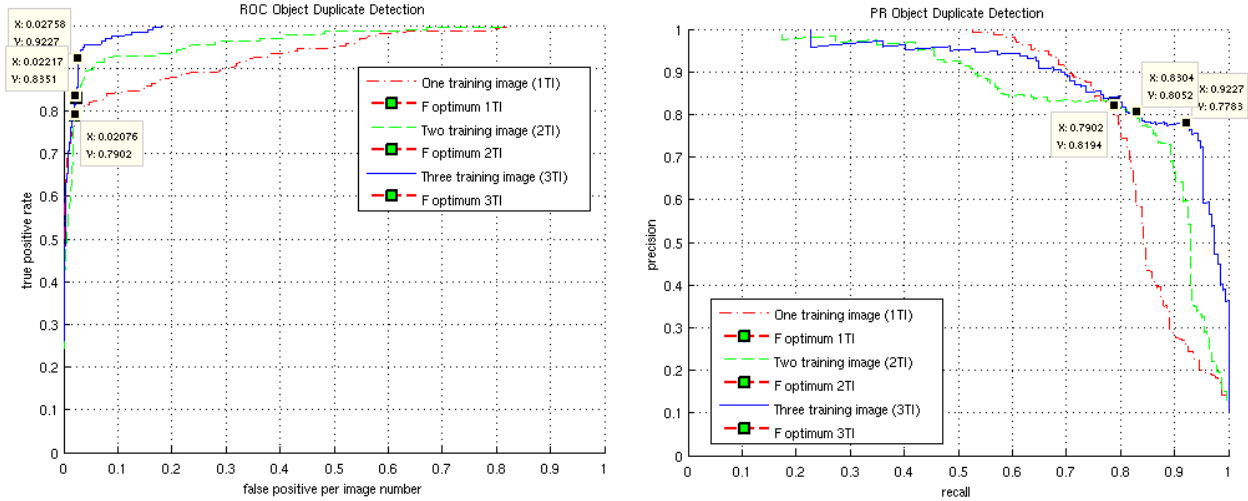 ROC Object Duplicate Detection
X: 0.02758
Y: 0.9227
X: 0.02217
Y: 0.8351
X: 0.02076
Y: 0.7902
One training image (1TI)
F optimum 1TI
Two training image (2TI)
F optimum 2TI
Three training image (3TI)
F optimum 3TI
true positive rate
1
0.9
0.8
0.7
0.6
0.5
0.4
0.3
0.2
0.1
0
0 0.1 0.2 0.3 0.4 0.5 0.6 0.7 0.8 0.9 1
false positive per image number
PR Object Duplicate Detection
X: 0.8304
Y: 0.8052
X: 0.9227
Y: 0.7783
X: 0.7902
Y: 0.8194
One training image (1TI)
F optimum 1TI
Two training image (2TI)
F optimum 2TI
Three training image (3TI)
F optimum 3TI
precision
1
0.9
0.8
0.7
0.6
0.5
0.4
0.3
0.2
0.1
0
0 0.1 0.2 0.3 0.4 0.5 0.6 0.7 0.8 0.9 1
recall